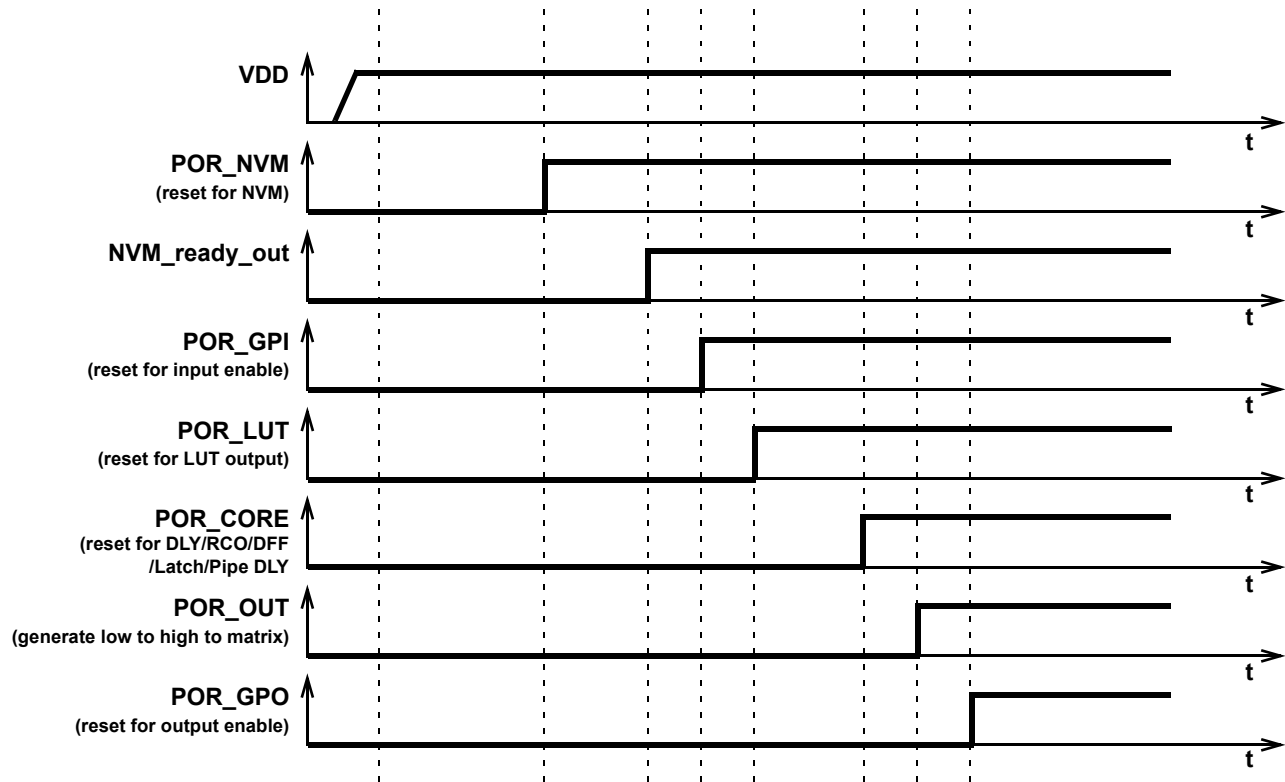 VDD
t
POR_NVM
(reset for NVM)
t
NVM_ready_out
t
POR_GPI
(reset for input enable)
t
POR_LUT
(reset for LUT output)
t
POR_CORE
(reset for DLY/RCO/DFF
/Latch/Pipe DLY
t
POR_OUT
(generate low to high to matrix)
t
POR_GPO
(reset for output enable)
t